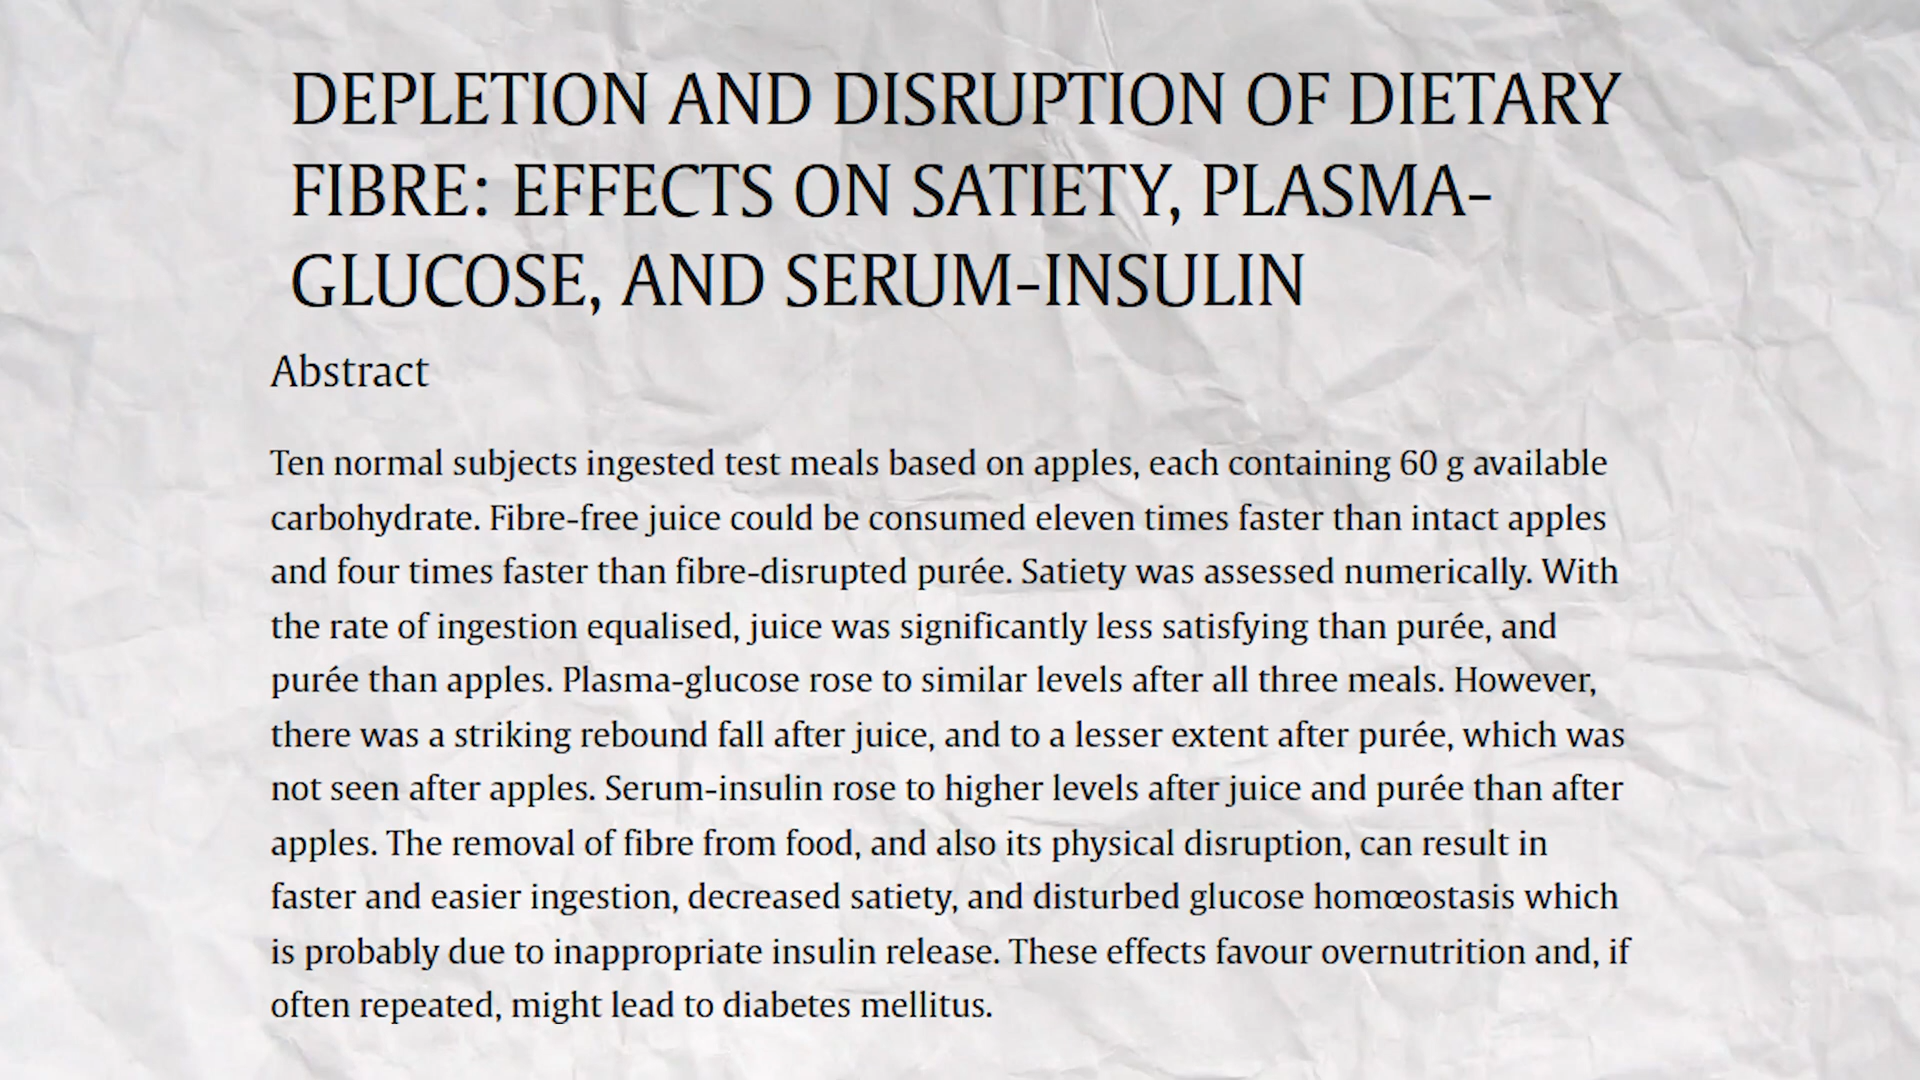 DEPLETION AND DISRUPTION OF DIETARY
FIBRE: EFFECTS ON SATIETY, PLASMA-
GLUCOSE, AND SERUM-INSULIN
Abstract
Ten normal subjects ingested test meals based on apples, each containing 60 g available
carbohydrate. Fibre-free juice could be consumed eleven times faster than intact apples
and four times faster than fibre-disrupted purée. Satiety was assessed numerically. With
the rate of ingestion equalised, juice was significantly less satisfying than purée, and
purée than apples. Plasma-glucose rose to similar levels after all three meals. However,
there was a striking rebound fall after juice, and to a lesser extent after purée, which was
not seen after apples. Serum-insulin rose to higher levels after juice and purée than after
apples. The removal of fibre from food, and also its physical disruption, can result in
faster and easier ingestion, decreased satiety, and disturbed glucose homœostasis which
is probably due to inappropriate insulin release. These effects favour overnutrition and, if
often repeated, might lead to diabetes mellitus.